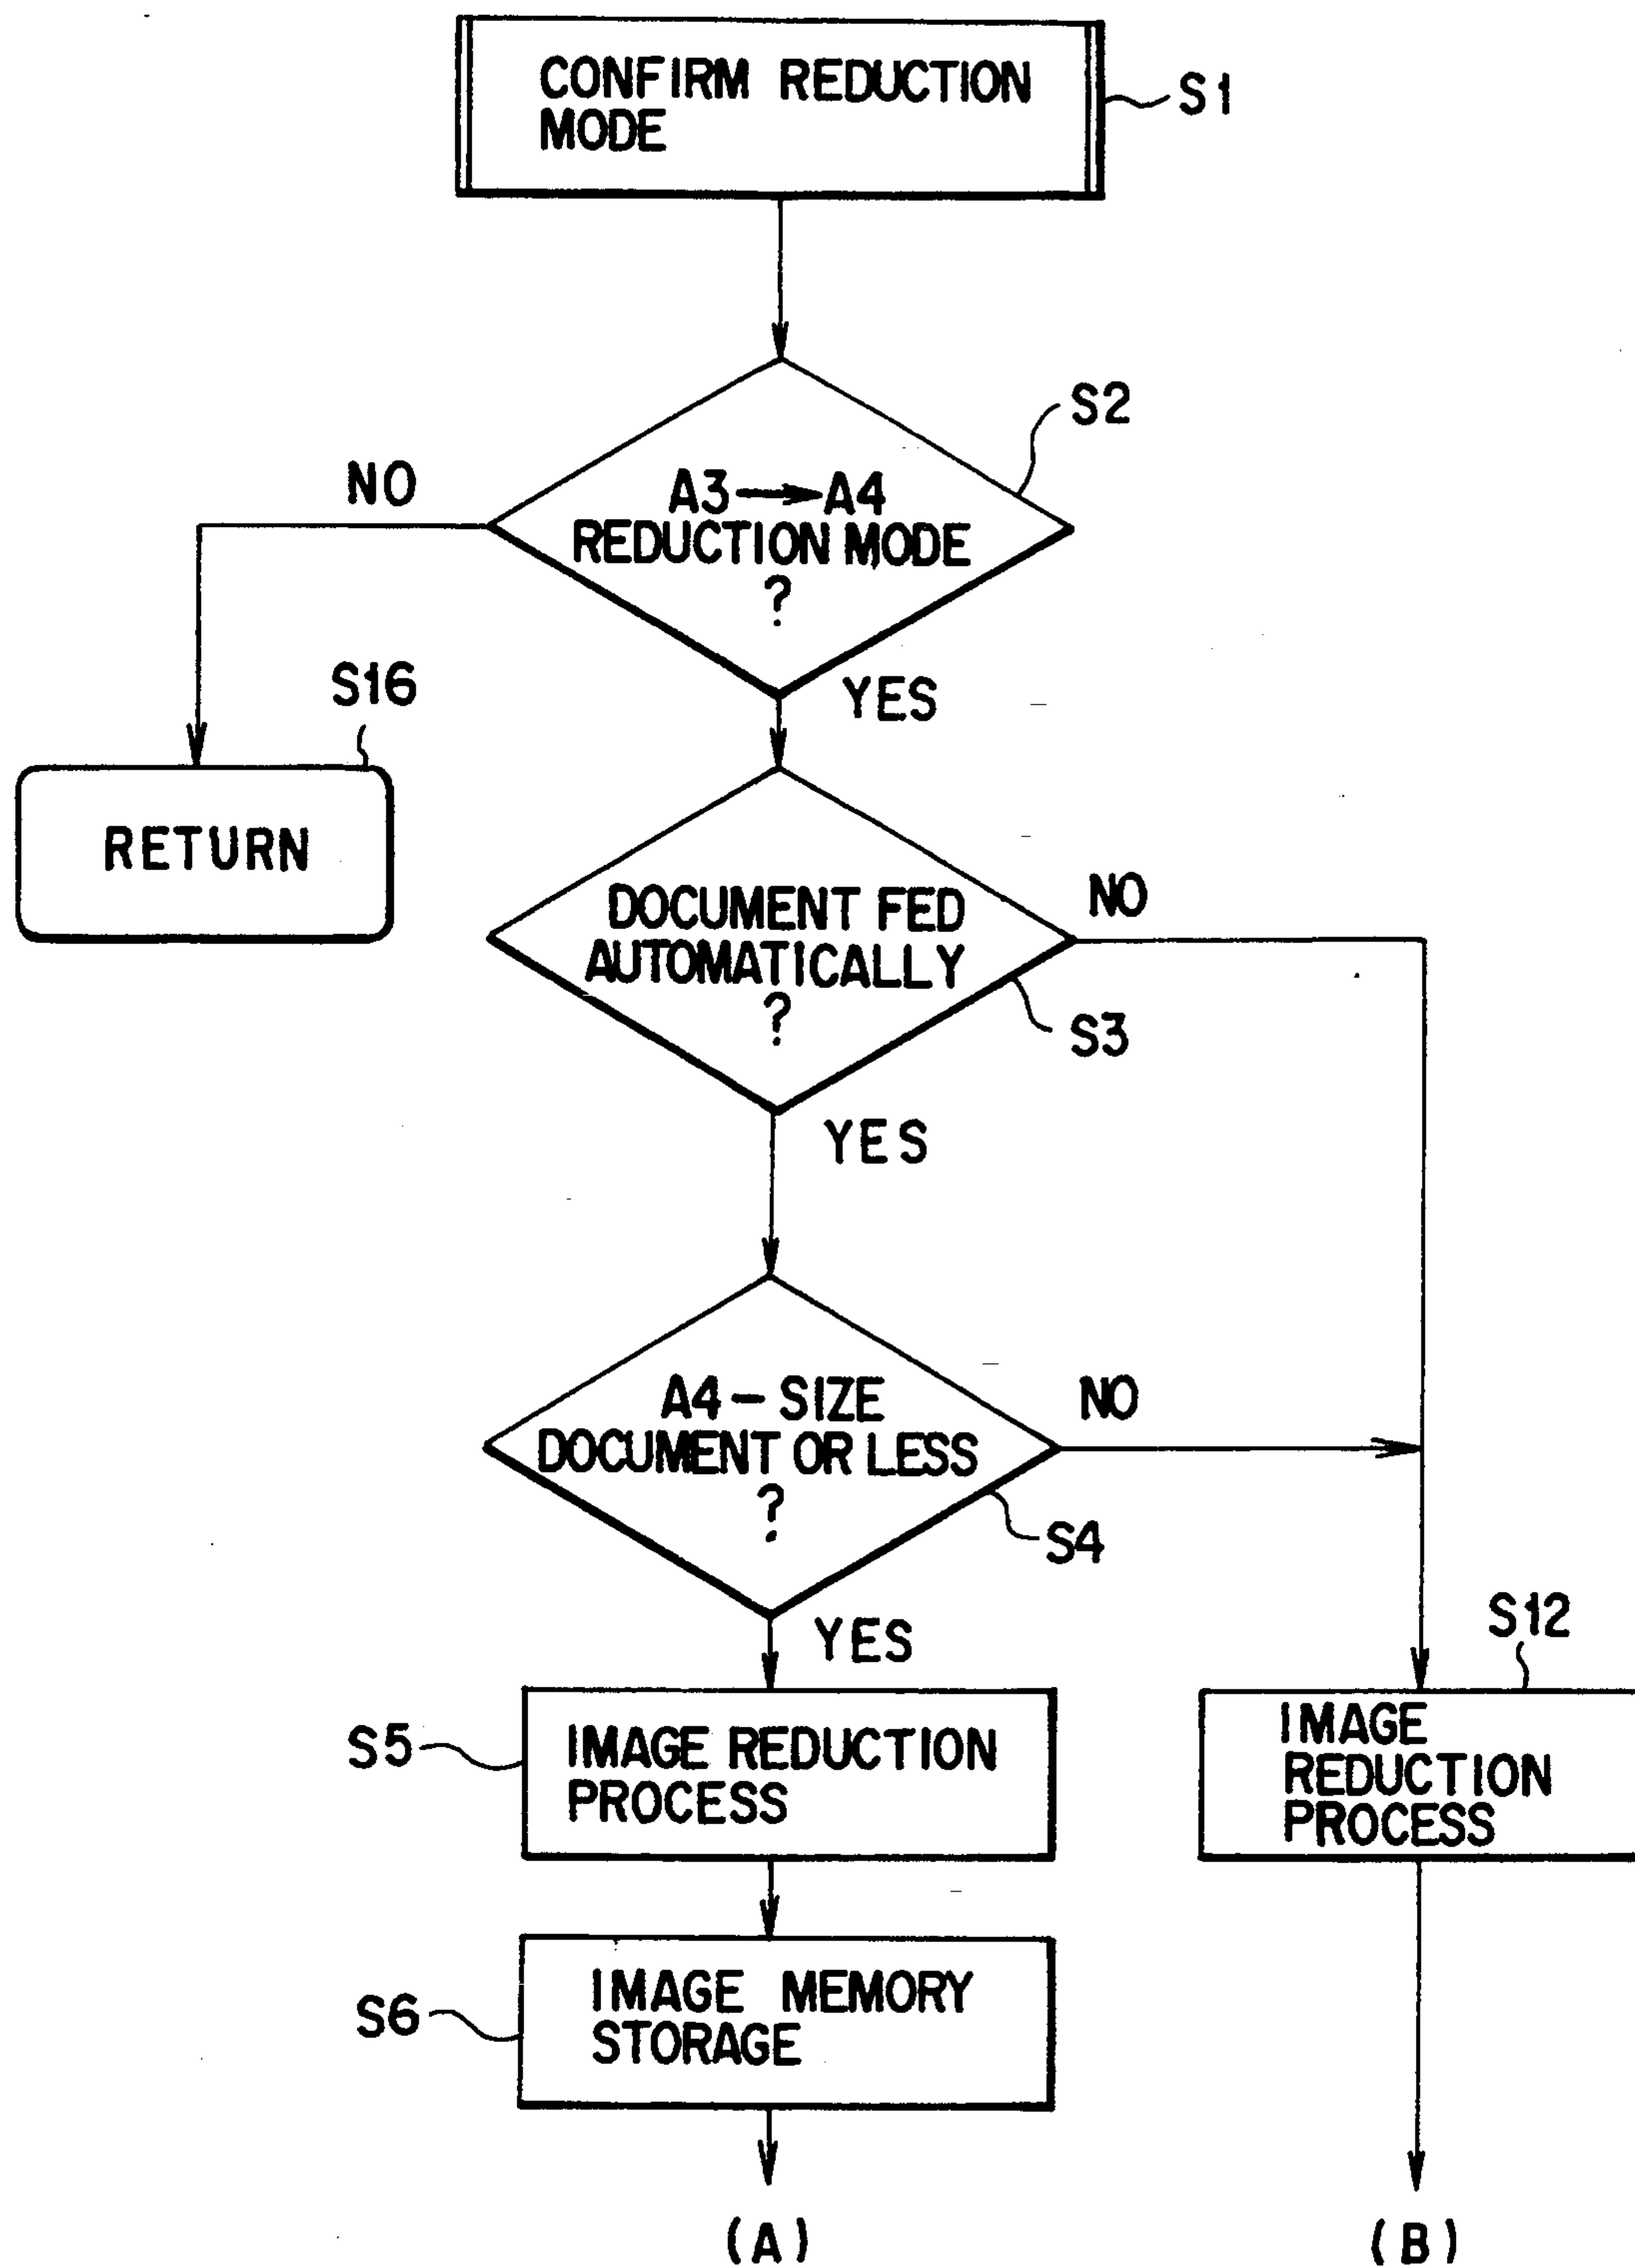 CONFIRM REDUCTION
MODE
S1
S2
NO
A3→A4
REDUCTION MODE
?
YES
S16
RETURN
DOCUMENT FED
AUTOMATICALLY
?
NO
S3
YES
A4-SIZE
DOCUMENT OR LESS
?
NO
S4
YES
S12
S5
IMAGE REDUCTION
PROCESS
IMAGE
REDUCTION
PROCESS
S6
IMAGE MEMORY
STORAGE
(A)
(B)